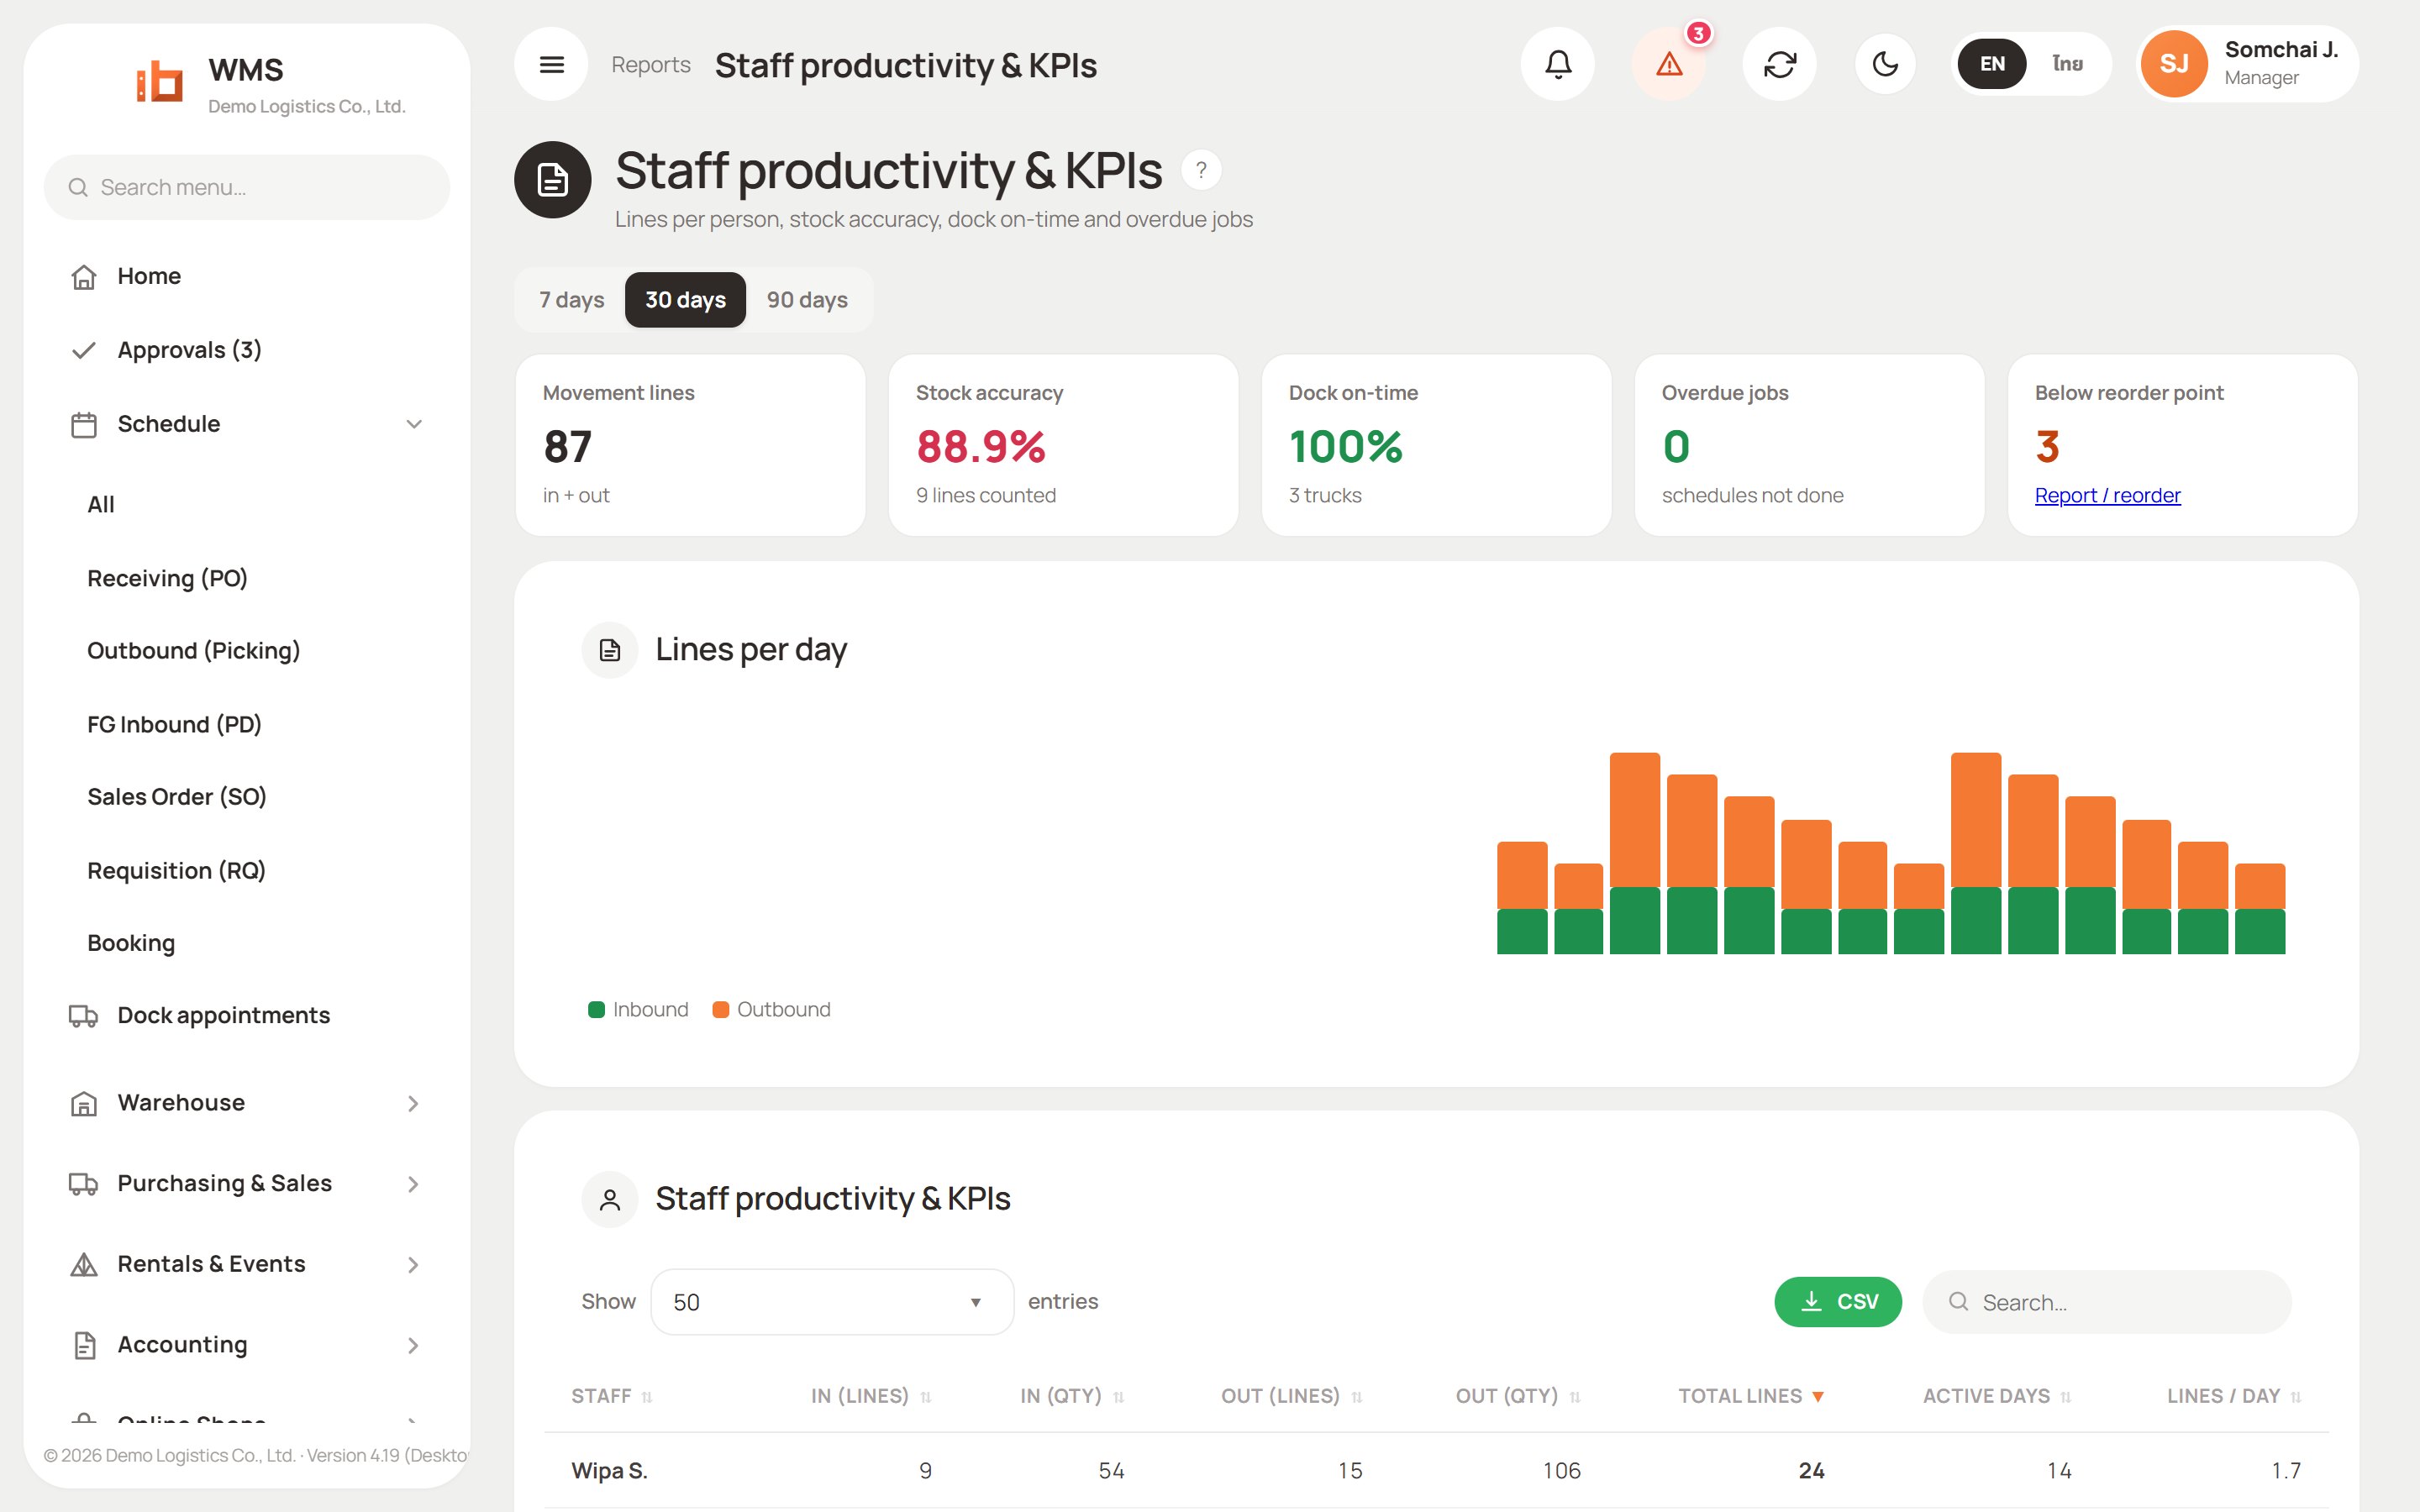 WMS
Demo Logistics Co., Ltd.
Search menu...
Home
Approvals (3)
Schedule
All
Receiving (PO)
Outbound (Picking)
FG Inbound (PD)
Sales Order (SO)
Requisition (RQ)
Booking
Dock appointments
Warehouse
Purchasing & Sales
Rentals & Events
Accounting
Online Shops
© 2026 Demo Logistics Co., Ltd. · Version 4.19 (Deskto
Reports Staff productivity & KPIs
3
EN ไทย
SJ
Somchai J.
Manager
Staff productivity & KPIs ?
Lines per person, stock accuracy, dock on-time and overdue jobs
7 days 30 days 90 days
Movement lines
87
in + out
Stock accuracy
88.9%
9 lines counted
Dock on-time
100%
3 trucks
Overdue jobs
0
schedules not done
Below reorder point
3
Report / reorder
Lines per day
Inbound Outbound
Staff productivity & KPIs
Show 50 entries
CSV
Search...
STAFF IN (LINES) IN (QTY) OUT (LINES) OUT (QTY) TOTAL LINES ACTIVE DAYS LINES / DAY
Wipa S. 9 54 15 106 24 14 1.7